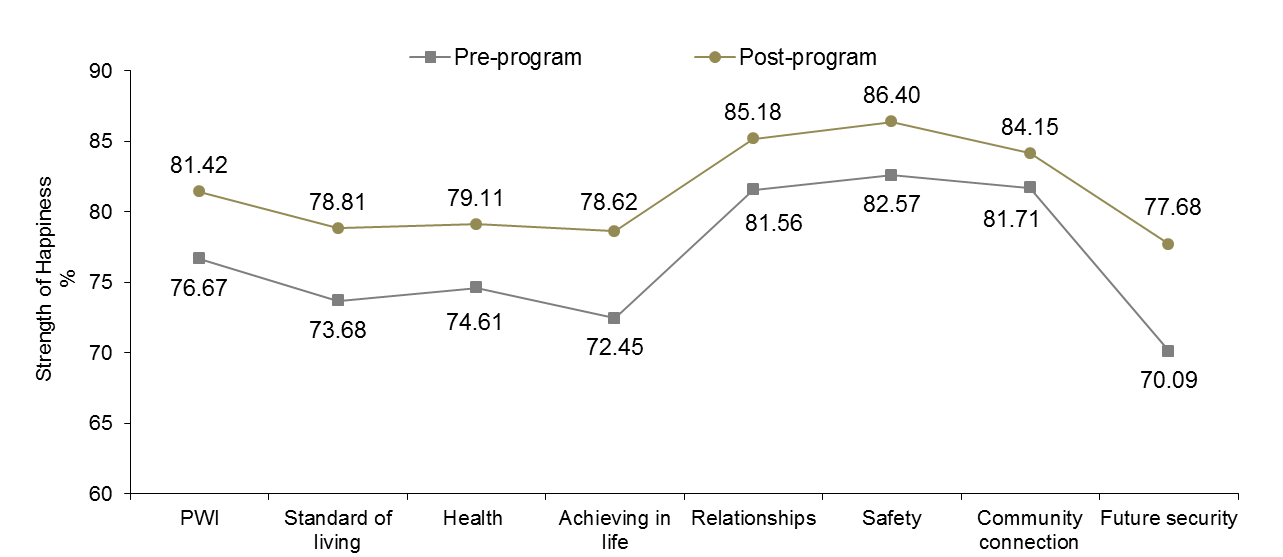 Pre-program
Post-program
Strength of Happiness
%
90
85
80
75
70
65
60
81.42
78.81
79.11
78.62
85.18
86.40
84.15
77.68
76.67
73.68
74.61
72.45
81.56
82.57
81.71
70.09
PWI
Standard of
living
Health
Achieving in
life
Relationships
Safety
Community
connection
Future security